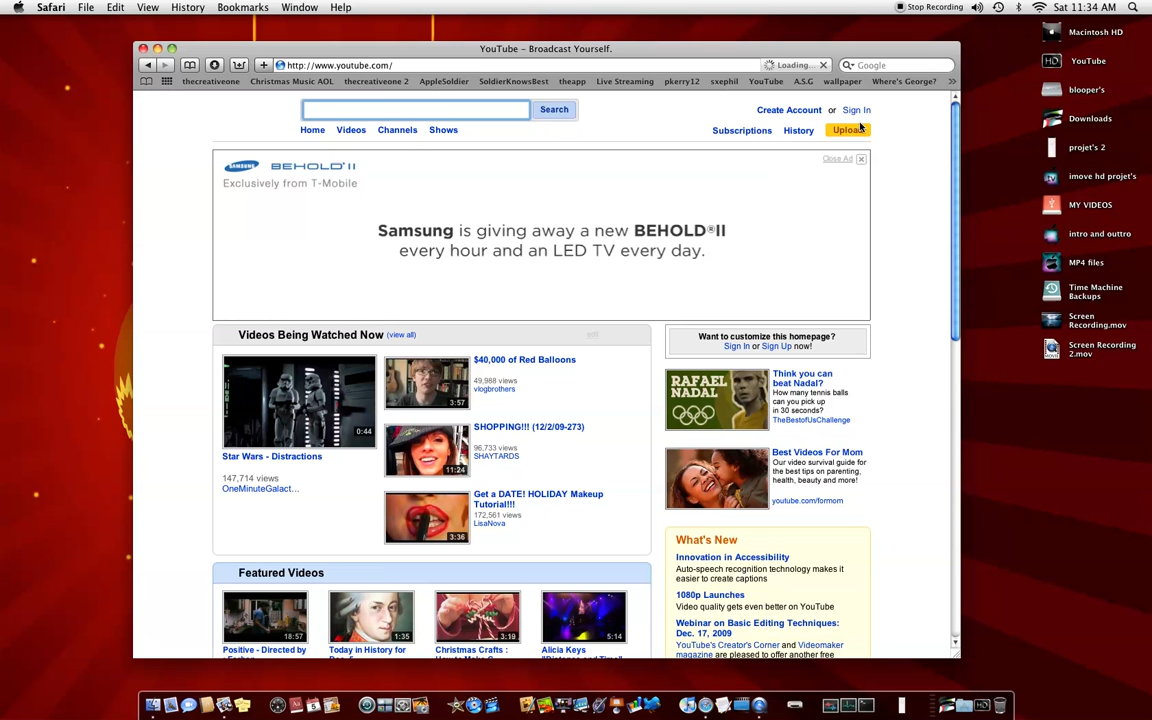 Safari File Edit View History Bookmarks Window Help
Stop Recording Sat 11:34 AM
YouTube – Broadcast Yourself.
http://www.youtube.com/ Loading... Google
thecreativeone Christmas Music AOL thecreativeone 2 AppleSoldier SoldierKnowsBest theapp Live Streaming pkerry12 sxephil YouTube A.S.G wallpaper Where's George?
Search
Create Account or Sign In
Home Videos Channels Shows
Subscriptions History Upload
SAMSUNG BEHOLD II
Close Ad
Exclusively from T-Mobile
Samsung is giving away a new BEHOLD®II
every hour and an LED TV every day.
Videos Being Watched Now (view all)
0:44
Star Wars - Distractions
147,714 views
OneMinuteGalact...
3:57
$40,000 of Red Balloons
49,988 views
vlogbrothers
11:24
SHOPPING!!! (12/2/09-273)
96,733 views
SHAYTARDS
3:36
Get a DATE! HOLIDAY Makeup
Tutorial!!!
172,561 views
LisaNova
Want to customize this homepage?
Sign In or Sign Up now!
RAFAEL
NADAL
Think you can
beat Nadal?
How many tennis balls
can you pick up
in 30 seconds?
TheBestofUsChallenge
Best Videos For Mom
Our video survival guide for
the best tips on parenting,
health, beauty and more!
youtube.com/formom
What's New
Innovation in Accessibility
Auto-speech recognition technology makes it
easier to create captions
1080p Launches
Video quality gets even better on YouTube
Webinar on Basic Editing Techniques:
Dec. 17, 2009
YouTube's Creator's Corner and Videomaker
magazine are pleased to offer another free
Featured Videos
18:57
Positive - Directed by
1:35
Today in History for
3:19
Christmas Crafts :
5:14
Alicia Keys
Macintosh HD
HD YouTube
blooper's
Downloads
projet's 2
imove hd projet's
MY VIDEOS
intro and outtro
MP4 files
Time Machine
Backups
Screen
Recording.mov
Screen Recording
2.mov